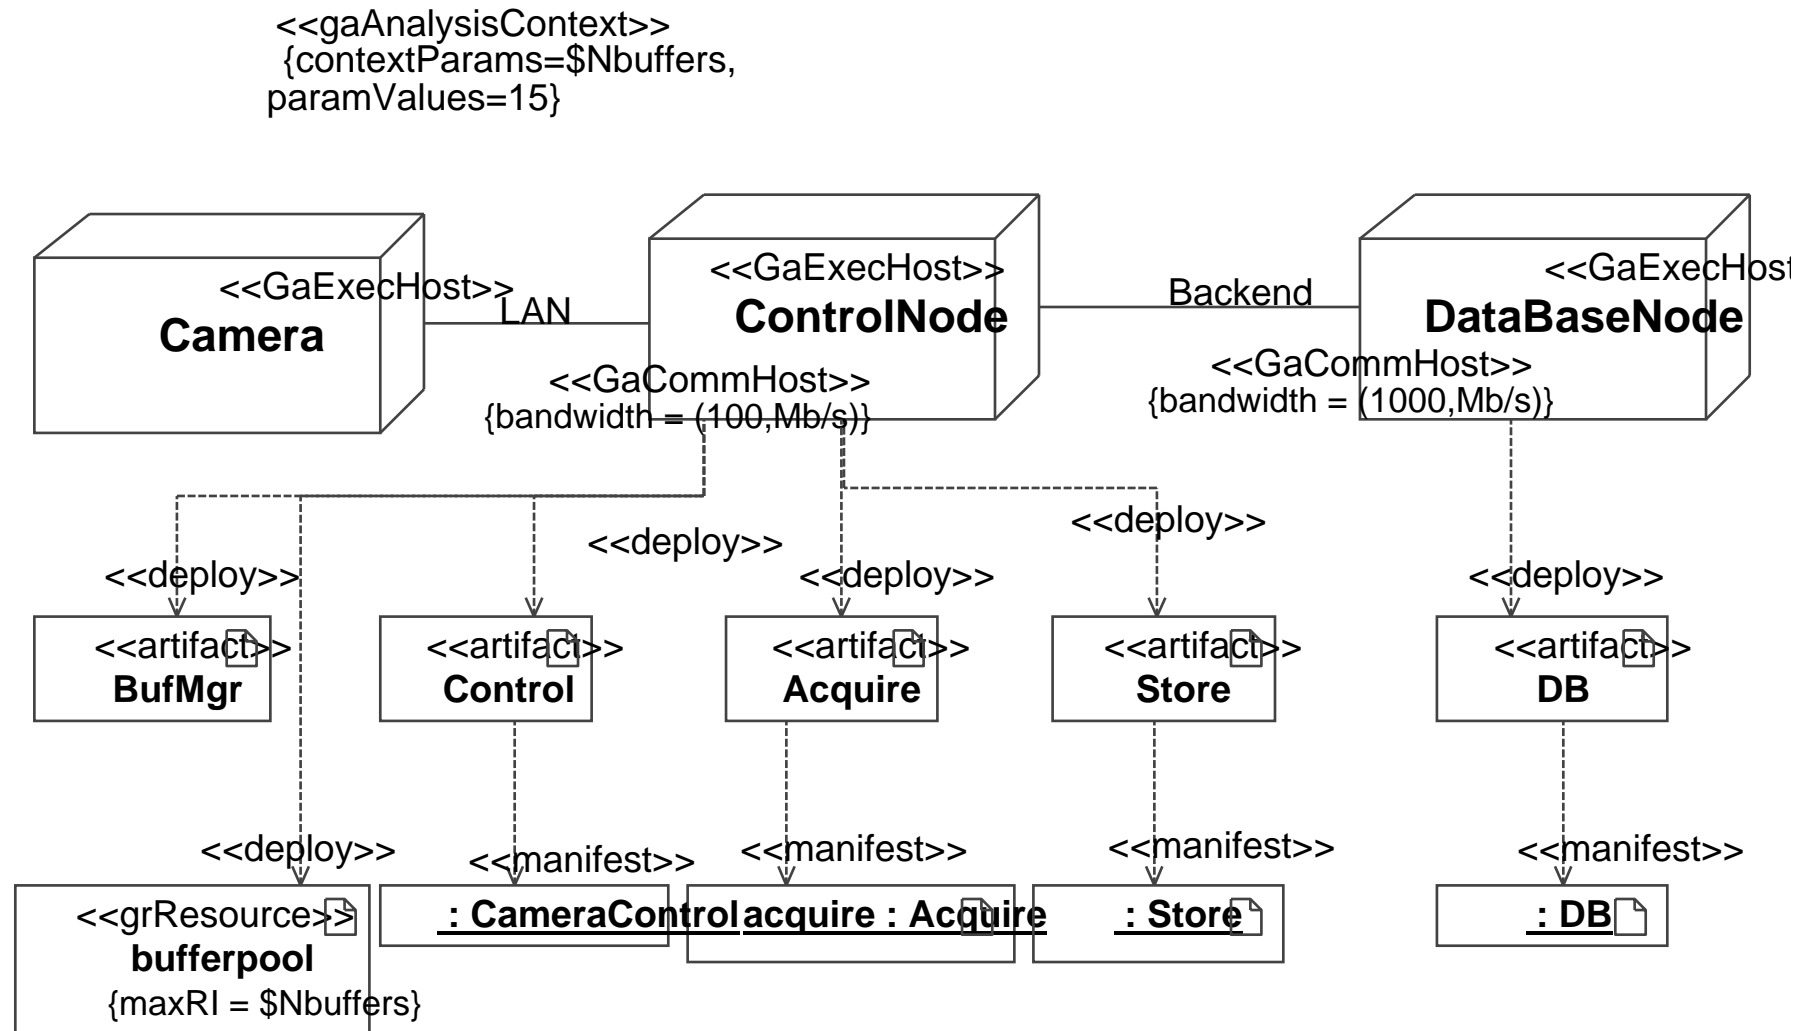 <<gaAnalysisContext>>
{contextParams=$Nbuffers,
paramValues=15}
<<GaExecHost>>
Camera
LAN
<<GaExecHost>>
ControlNode
<<GaCommHost>>
{bandwidth = (100,Mb/s)}
Backend
<<GaExecHost
DataBaseNode
<<GaCommHost>>
{bandwidth = (1000,Mb/s)}
<<deploy>>
<<deploy>>
<<deploy>>
<<deploy>>
<<deploy>>
<<artifact>>
BufMgr
<<artifact>>
Control
<<artifact>>
Acquire
<<artifact>>
Store
<<artifact>>
DB
<<deploy>>
<<manifest>>
<<manifest>>
<<manifest>>
<<manifest>>
<<grResource>>
bufferpool
{maxRI = $Nbuffers}
: CameraControl
acquire : Acquire
: Store
: DB